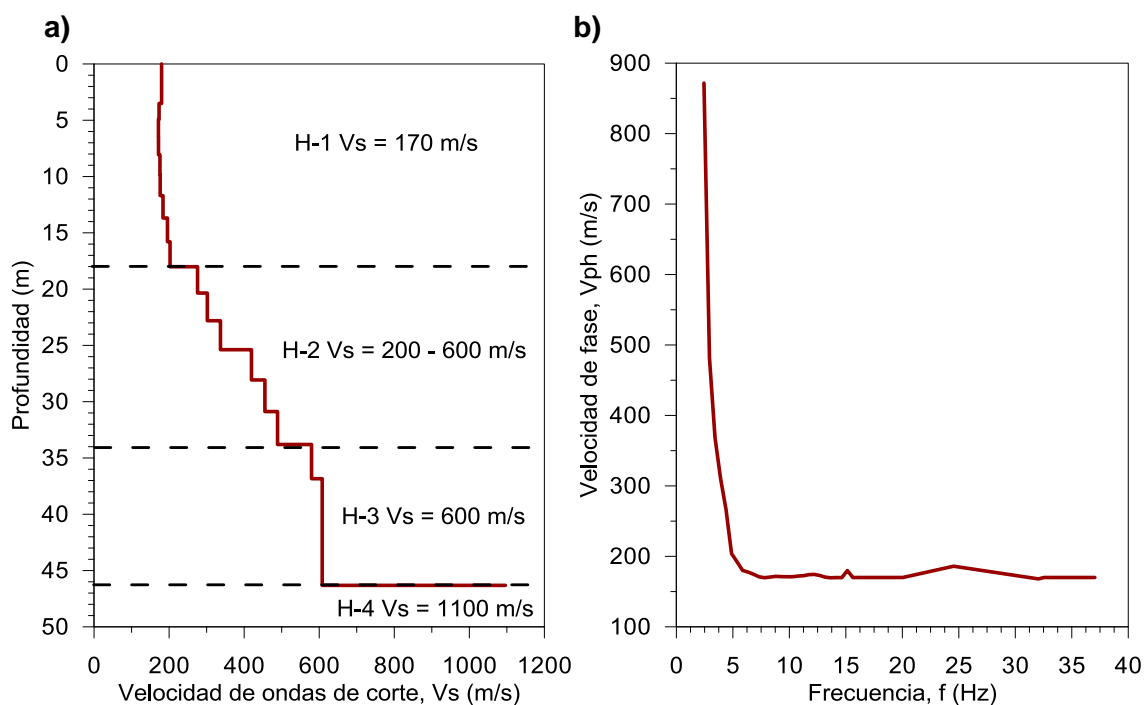 a)
0
5
10
15
20
25
30
35
40
45
50
Profundidad (m)
H-1 Vs = 170 m/s
H-2 Vs = 200 - 600 m/s
H-3 Vs = 600 m/s
H-4 Vs = 1100 m/s
0 200 400 600 800 1000 1200
Velocidad de ondas de corte, Vs (m/s)
b)
900
800
700
600
500
400
300
200
100
Velocidad de fase, Vph (m/s)
0 5 10 15 20 25 30 35 40
Frecuencia, f (Hz)